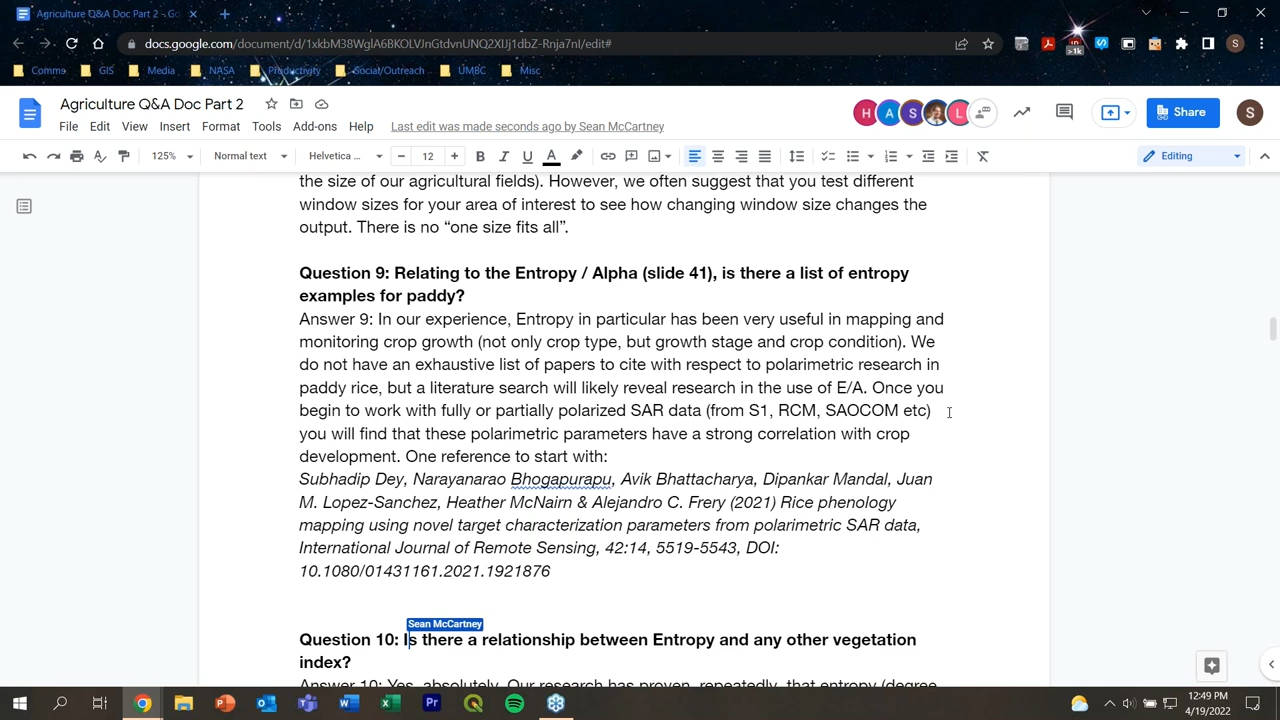 Agriculture Q&A Doc Part 2 - Go
docs.google.com/document/d/1xkbM38WglA6BKOLVJnGtdvnUNQ2XIJj1dbZ-Rnja7nI/edit#
>1k
S
Comms
GIS
Media
NASA
Productivity
Social/Outreach
UMBC
Misc
Agriculture Q&A Doc Part 2
H
A
S
L
Share
S
File Edit View Insert Format Tools Add-ons Help Last edit was made seconds ago by Sean McCartney
125% Normal text Helvetica ... 12 B I U A Editing
the size of our agricultural fields). However, we often suggest that you test different
window sizes for your area of interest to see how changing window size changes the
output. There is no “one size fits all”.
Question 9: Relating to the Entropy / Alpha (slide 41), is there a list of entropy
examples for paddy?
Answer 9: In our experience, Entropy in particular has been very useful in mapping and
monitoring crop growth (not only crop type, but growth stage and crop condition). We
do not have an exhaustive list of papers to cite with respect to polarimetric research in
paddy rice, but a literature search will likely reveal research in the use of E/A. Once you
begin to work with fully or partially polarized SAR data (from S1, RCM, SAOCOM etc)
you will find that these polarimetric parameters have a strong correlation with crop
development. One reference to start with:
Subhadip Dey, Narayanarao Bhogapurapu, Avik Bhattacharya, Dipankar Mandal, Juan
M. Lopez-Sanchez, Heather McNairn & Alejandro C. Frery (2021) Rice phenology
mapping using novel target characterization parameters from polarimetric SAR data,
International Journal of Remote Sensing, 42:14, 5519-5543, DOI:
10.1080/01431161.2021.1921876
Sean McCartney
Question 10: Is there a relationship between Entropy and any other vegetation
index?
Answer 10: Yes, absolutely. Our research has proven, repeatedly, that entropy (degree
12:49 PM
4/19/2022